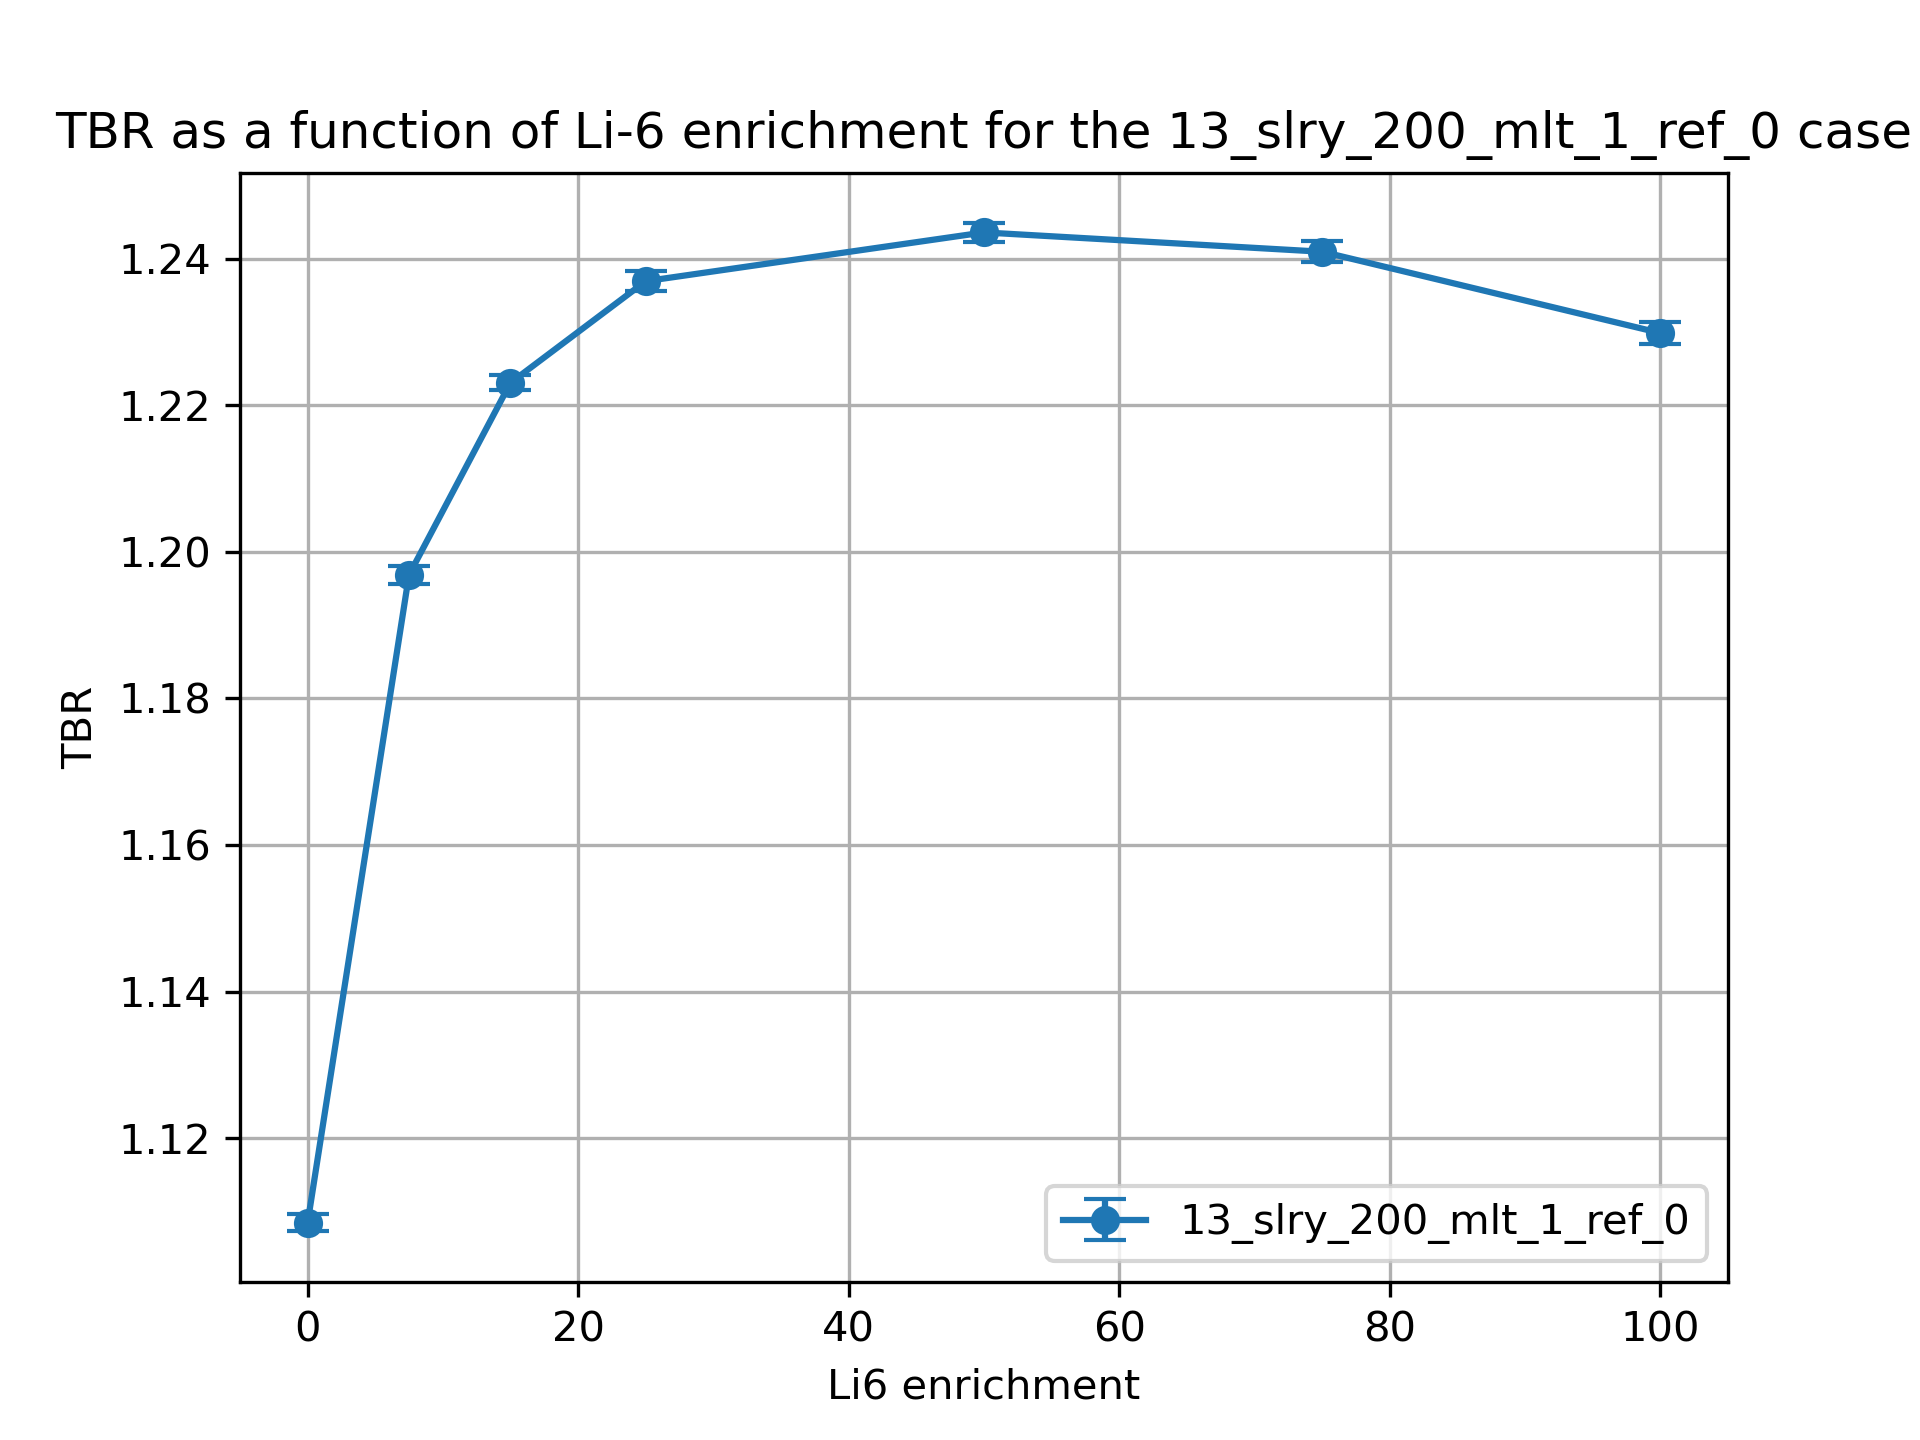 TBR as a function of Li-6 enrichment for the 13_slry_200_mlt_1_ref_0 case
1.24
1.22
1.20
1.18
1.16
1.14
1.12
TBR
0 20 40 60 80 100
Li6 enrichment
13_slry_200_mlt_1_ref_0